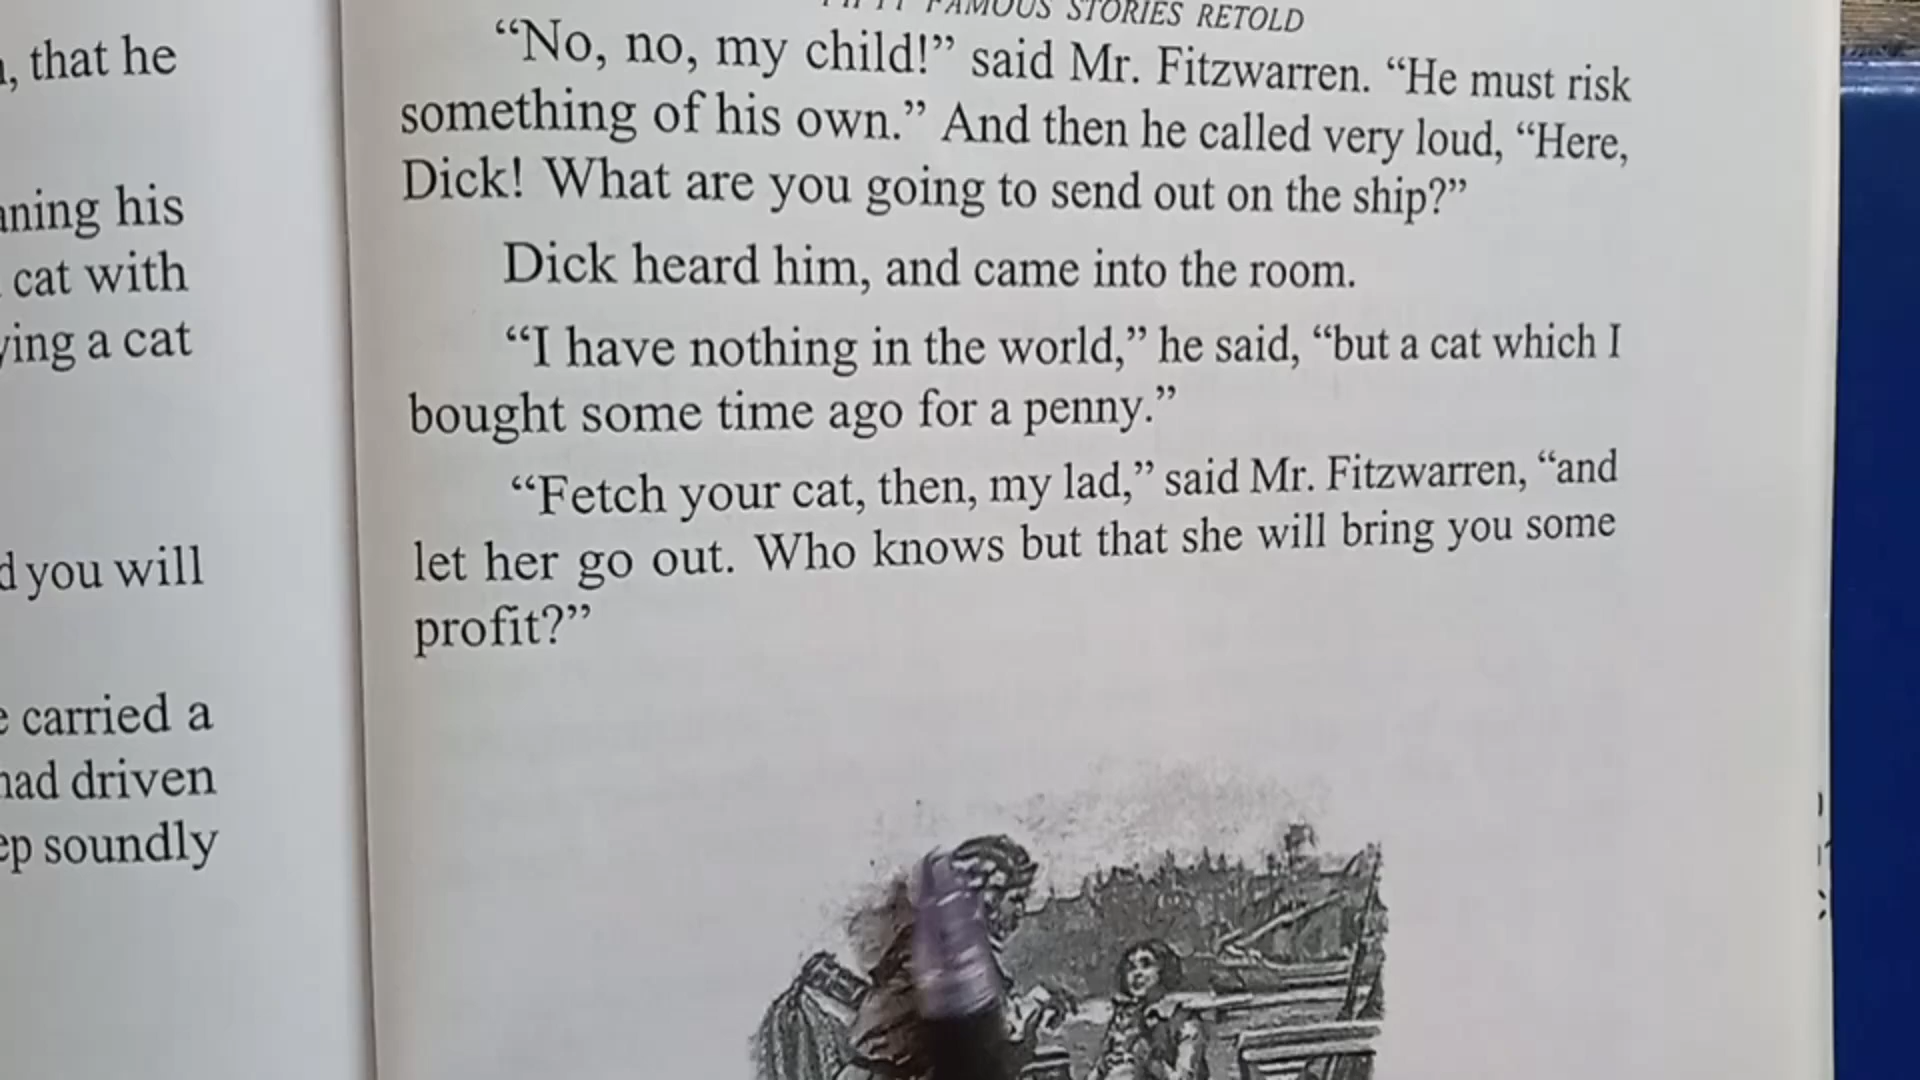 , that he
his
cat with
a cat
you will
carried a
driven
soundly
FAMOUS STORIES RETOLD
“No, no, my child!” said Mr. Fitzwarren. “He must risk
something of his own.” And then he called very loud, “Here,
Dick! What are you going to send out on the ship?”
Dick heard him, and came into the room.
“I have nothing in the world,” he said, “but a cat which I
bought some time ago for a penny.”
“Fetch your cat, then, my lad,” said Mr. Fitzwarren, “and
let her go out. Who knows but that she will bring you some
profit?”